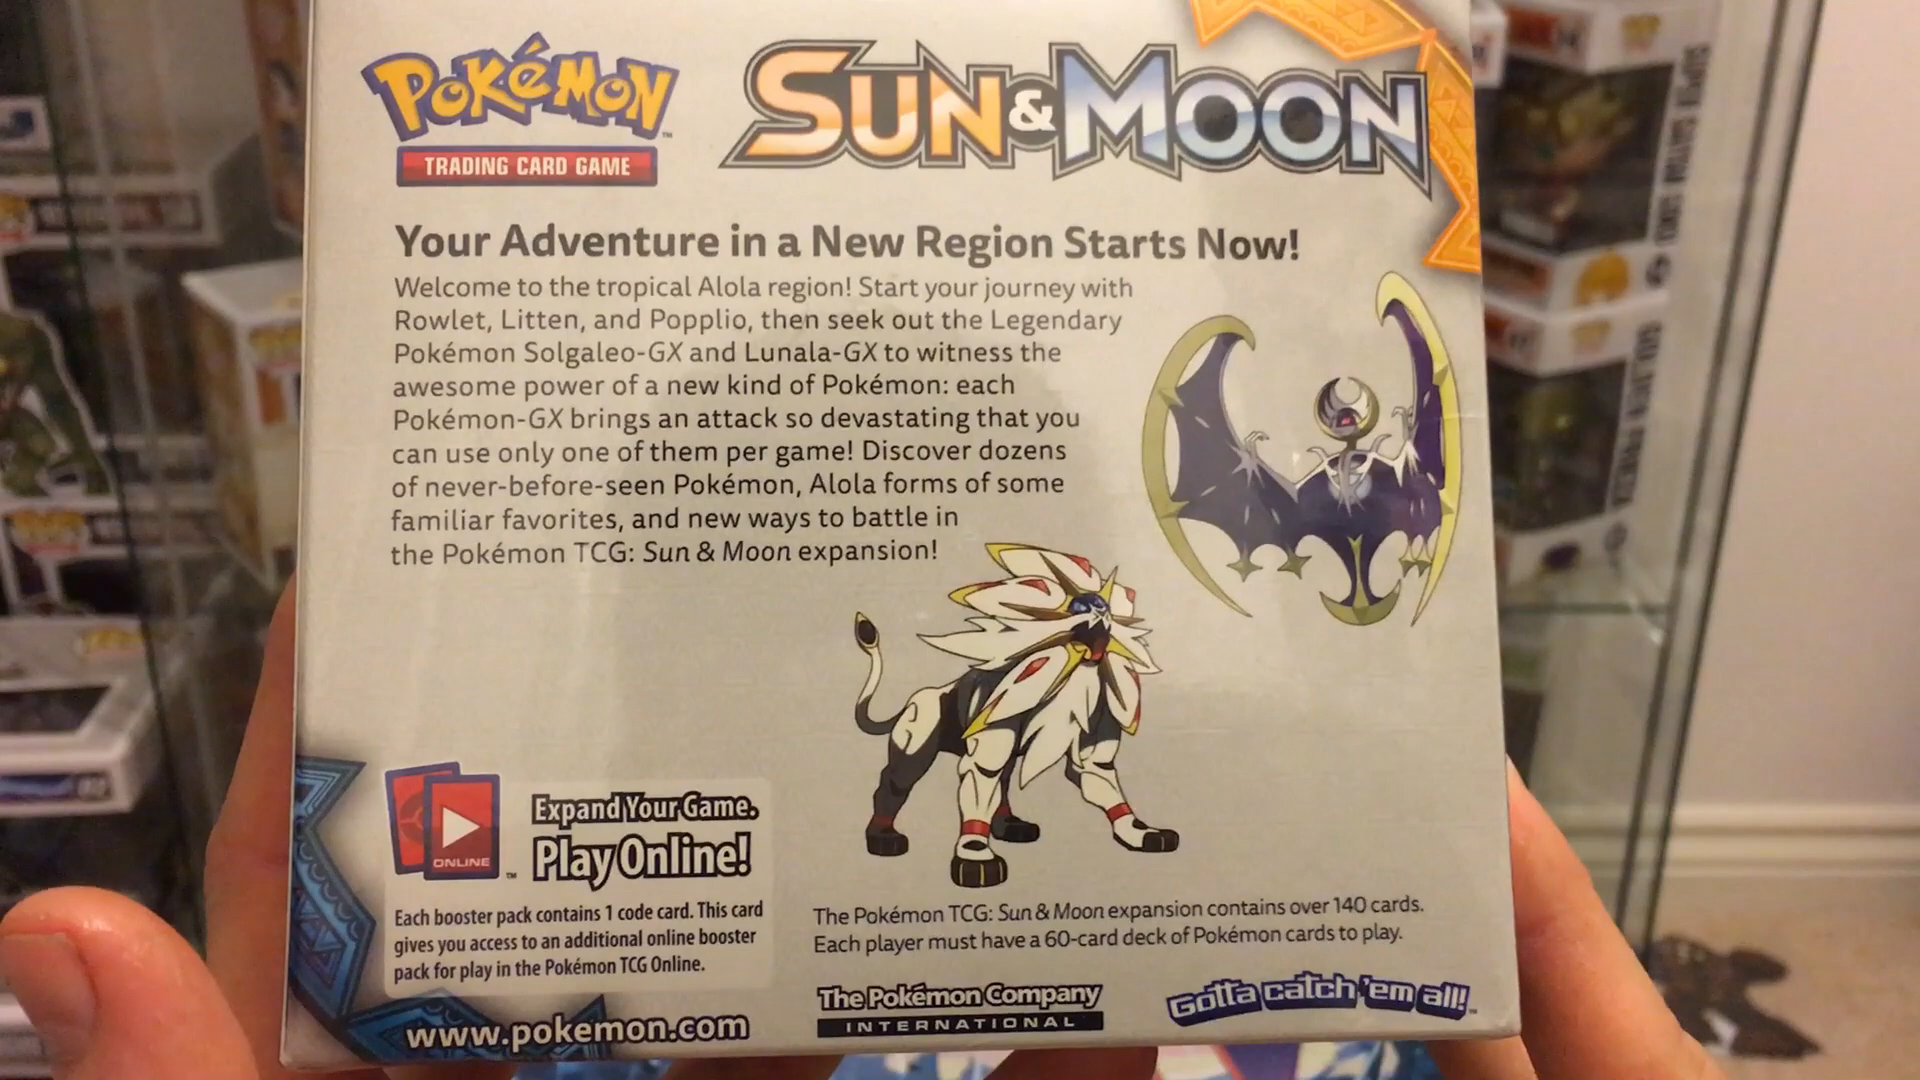 POKéMON™
TRADING CARD GAME
SUN & MOON
Your Adventure in a New Region Starts Now!
Welcome to the tropical Alola region! Start your journey with
Rowlet, Litten, and Popplio, then seek out the Legendary
Pokémon Solgaleo-GX and Lunala-GX to witness the
awesome power of a new kind of Pokémon: each
Pokémon-GX brings an attack so devastating that you
can use only one of them per game! Discover dozens
of never-before-seen Pokémon, Alola forms of some
familiar favorites, and new ways to battle in
the Pokémon TCG: Sun & Moon expansion!
ONLINE™
Expand Your Game.
Play Online!
Each booster pack contains 1 code card. This card
gives you access to an additional online booster
pack for play in the Pokémon TCG Online.
www.pokemon.com
The Pokémon TCG: Sun & Moon expansion contains over 140 cards.
Each player must have a 60-card deck of Pokémon cards to play.
The Pokémon Company
INTERNATIONAL
Gotta catch 'em all!™